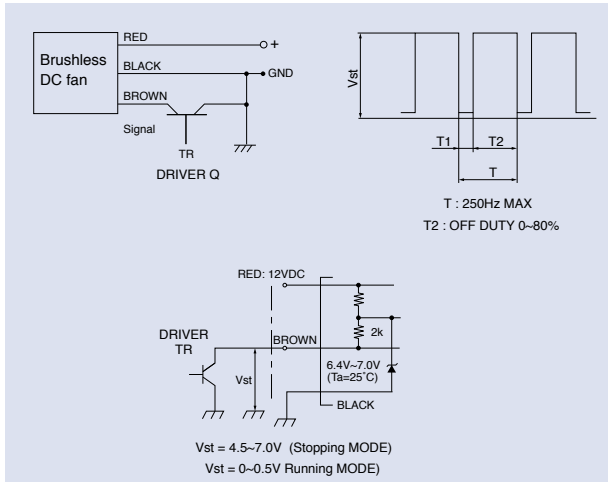 RED
+
Brushless
DC fan
BLACK
GND
BROWN
Signal
TR
DRIVER Q
Vst
T1
T2
T
T : 250Hz MAX
T2 : OFF DUTY 0~80%
RED: 12VDC
DRIVER
TR
BROWN
2k
Vst
6.4V~7.0V
(Ta=25˚C)
BLACK
Vst = 4.5~7.0V (Stopping MODE)
Vst = 0~0.5V Running MODE)